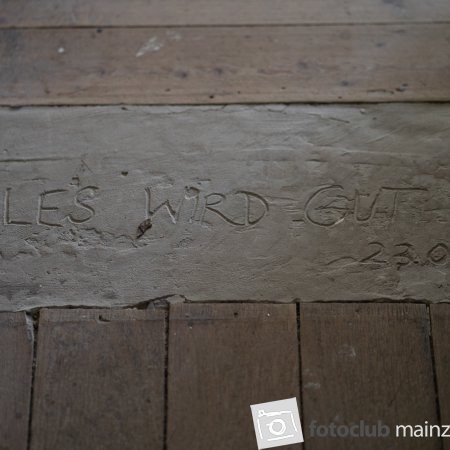 LES WIRD GUT
23.0
fotoclub mainz